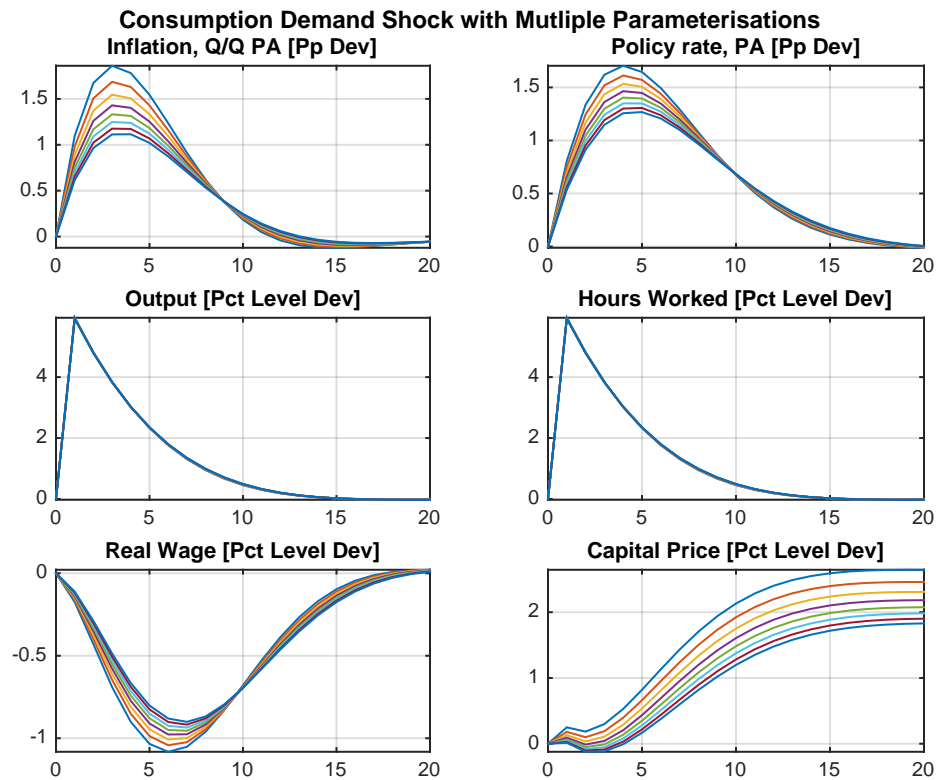 Consumption Demand Shock with Mutliple Parameterisations
Inflation, Q/Q PA [Pp Dev]
1.5
1
0.5
0
0 5 10 15 20
Policy rate, PA [Pp Dev]
1.5
1
0.5
0
0 5 10 15 20
Output [Pct Level Dev]
4
2
0
0 5 10 15 20
Hours Worked [Pct Level Dev]
4
2
0
0 5 10 15 20
Real Wage [Pct Level Dev]
0
-0.5
-1
0 5 10 15 20
Capital Price [Pct Level Dev]
2
1
0
0 5 10 15 20